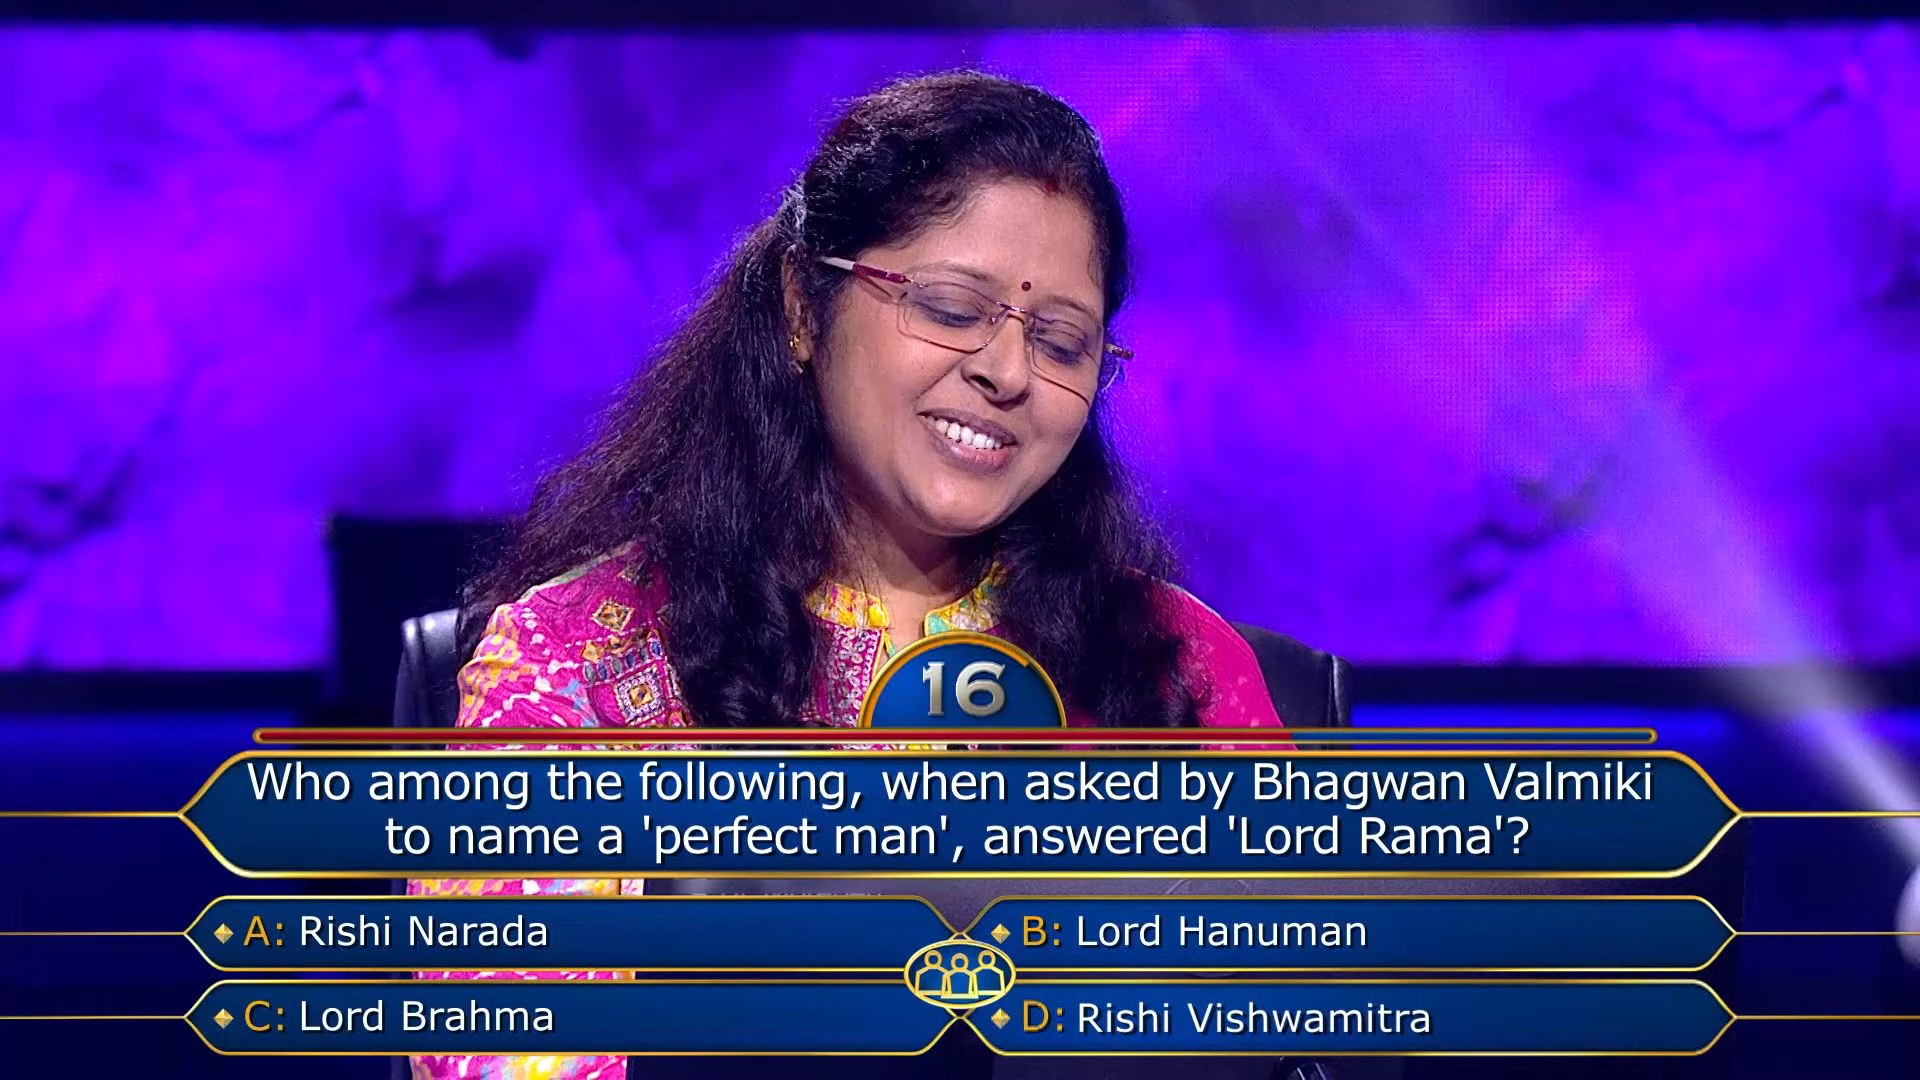 16
Who among the following, when asked by Bhagwan Valmiki
to name a 'perfect man', answered 'Lord Rama'?
A: Rishi Narada
B: Lord Hanuman
C: Lord Brahma
D: Rishi Vishwamitra